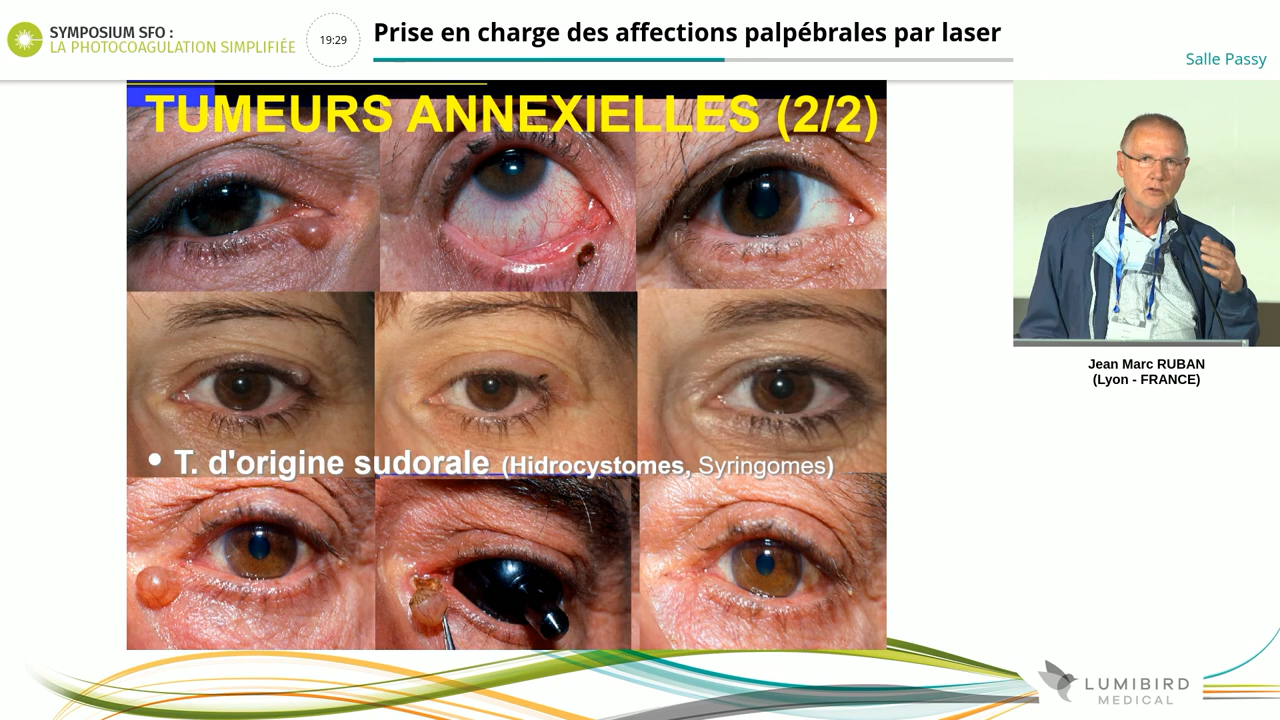 SYMPOSIUM SFO :
LA PHOTOCOAGULATION SIMPLIFIÉE
19:29
Prise en charge des affections palpébrales par laser
Salle Passy
TUMEURS ANNEXIELLES (2/2)
• T. d'origine sudorale (Hidrocystomes, Syringomes)
Jean Marc RUBAN
(Lyon - FRANCE)
LUMIBIRD
MEDICAL